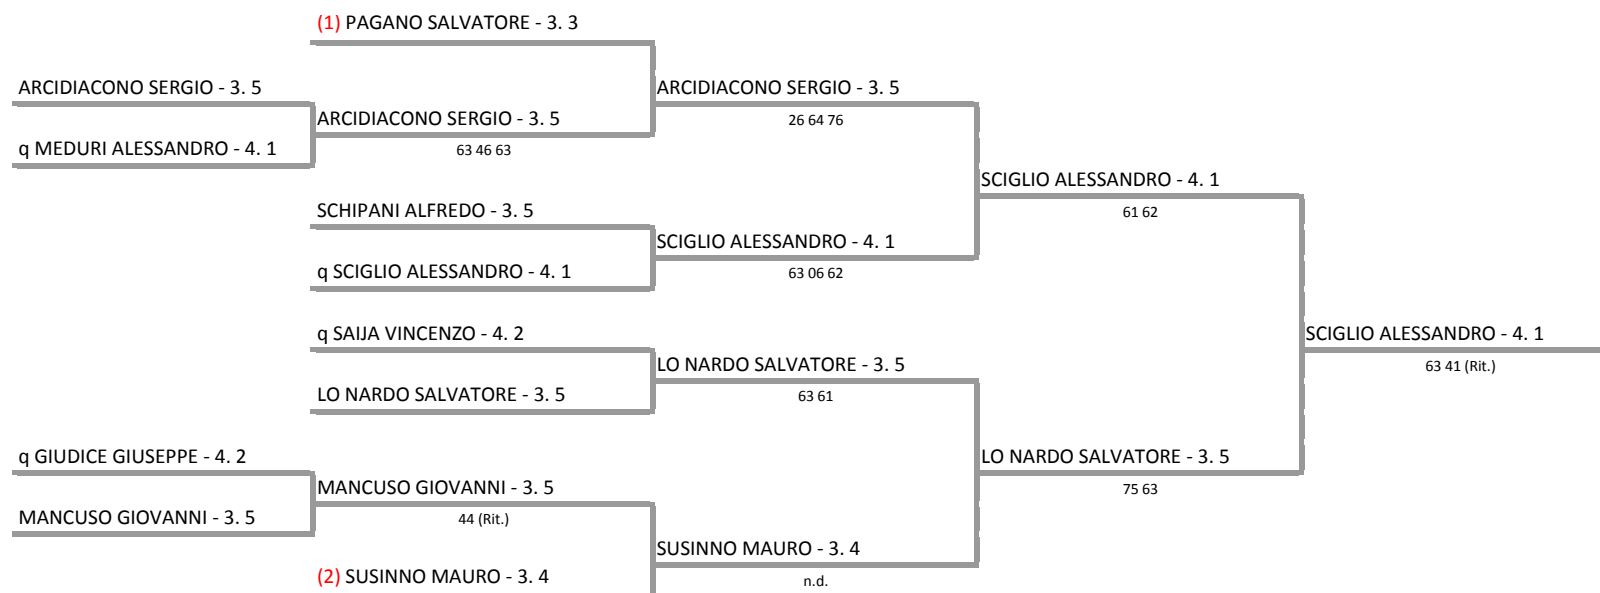 (1) PAGANO SALVATORE - 3. 3
ARCIDIACONO SERGIO - 3. 5
ARCIDIACONO SERGIO - 3. 5
ARCIDIACONO SERGIO - 3. 5
26 64 76
q MEDURI ALESSANDRO - 4. 1
63 46 63
SCIGLIO ALESSANDRO - 4. 1
61 62
SCHIPANI ALFREDO - 3. 5
SCIGLIO ALESSANDRO - 4. 1
63 06 62
q SCIGLIO ALESSANDRO - 4. 1
q SAIJA VINCENZO - 4. 2
SCIGLIO ALESSANDRO - 4. 1
63 41 (Rit.)
LO NARDO SALVATORE - 3. 5
63 61
LO NARDO SALVATORE - 3. 5
q GIUDICE GIUSEPPE - 4. 2
LO NARDO SALVATORE - 3. 5
75 63
MANCUSO GIOVANNI - 3. 5
44 (Rit.)
MANCUSO GIOVANNI - 3. 5
SUSINNO MAURO - 3. 4
n.d.
(2) SUSINNO MAURO - 3. 4